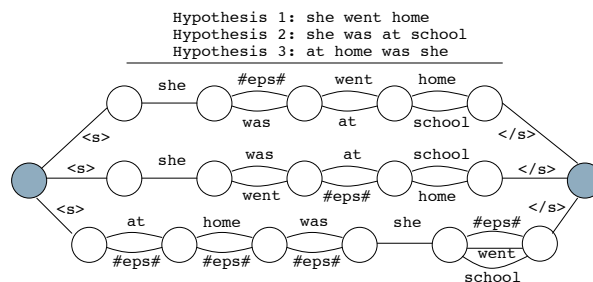 Hypothesis 1: she went home
Hypothesis 2: she was at school
Hypothesis 3: at home was she
she #eps# went home
<s> was at school </s>
<s> she was at school </s>
went #eps# home
<s> at home was she #eps# </s>
#eps# #eps# #eps# went
school